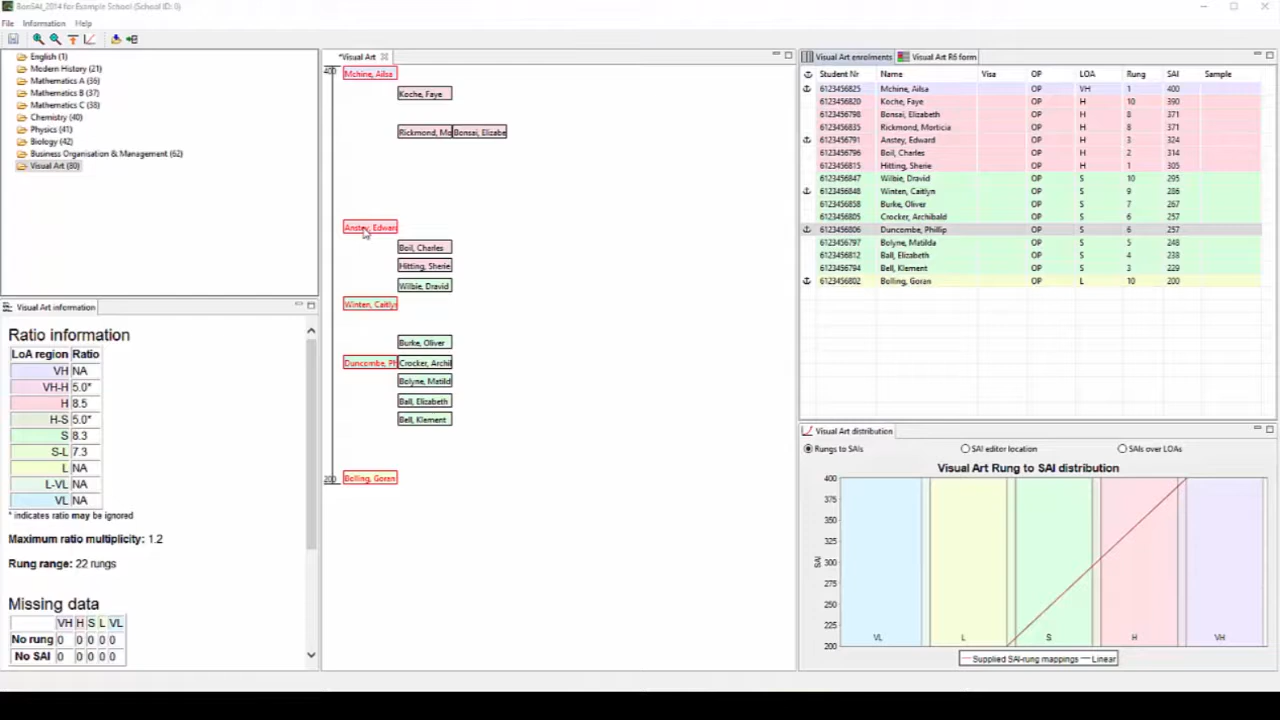 BonSAI_2014 for Example School (School ID: 0)
File Information Help
English (1)
Modern History (21)
Mathematics A (36)
Mathematics B (37)
Mathematics C (38)
Chemistry (40)
Physics (41)
Biology (42)
Business Organisation & Management (62)
Visual Art (80)
Visual Art information
Ratio information
LoA region Ratio
VH NA
VH-H 5.0*
H 8.5
H-S 5.0*
S 8.3
S-L 7.3
L NA
L-VL NA
VL NA
* indicates ratio may be ignored
Maximum ratio multiplicity: 1.2
Rung range: 22 rungs
Missing data
VH H S L VL
No rung 0 0 0 0 0
No SAI 0 0 0 0 0
*Visual Art
400
Mchine, Ailsa
Koche, Faye
Rickmond, Mo Bonsai, Elizabe
Anstey, Edwar
Boil, Charles
Hitting, Sherie
Wilbie, Dravid
Winten, Caitlyr
Burke, Oliver
Duncombe, Ph Crocker, Archil
Bolyne, Matild
Ball, Elizabeth
Bell, Klement
200 Bolling, Goran
Visual Art enrolments Visual Art R6 form
Student Nr Name Visa OP LOA Rung SAI Sample
6123456825 Mchine, Ailsa OP VH 1 400
6123456820 Koche, Faye OP H 10 390
6123456798 Bonsai, Elizabeth OP H 8 371
6123456835 Rickmond, Morticia OP H 8 371
6123456791 Anstey, Edward OP H 3 324
6123456796 Boil, Charles OP H 2 314
6123456815 Hitting, Sherie OP H 1 305
6123456847 Wilbie, Dravid OP S 10 295
6123456848 Winten, Caitlyn OP S 9 286
6123456858 Burke, Oliver OP S 7 267
6123456805 Crocker, Archibald OP S 6 257
6123456806 Duncombe, Phillip OP S 6 257
6123456797 Bolyne, Matilda OP S 5 248
6123456812 Ball, Elizabeth OP S 4 238
6123456794 Bell, Klement OP S 3 229
6123456802 Bolling, Goran OP L 10 200
Visual Art distribution
Rungs to SAIs SAI editor location SAIs over LOAs
Visual Art Rung to SAI distribution
400
375
350
325
300
275
250
225
200
SAI
VL L S H VH
Supplied SAI-rung mappings Linear